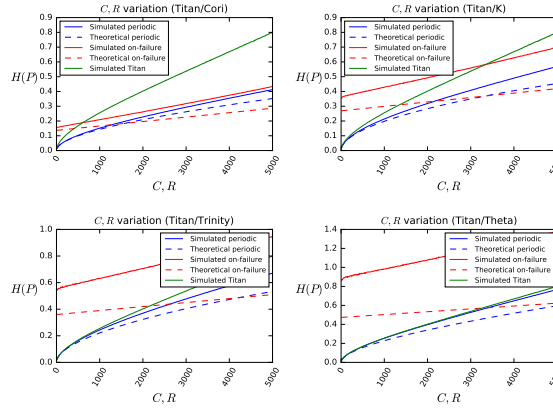 C, R variation (Titan/Cori)
0.9
0.8
0.7
0.6
0.5
0.4
0.3
0.2
0.1
0.0
H(P)
Simulated periodic
Theoretical periodic
Simulated on-failure
Theoretical on-failure
Simulated Titan
0
1000
2000
3000
4000
5000
C, R
C, R variation (Titan/K)
0.9
0.8
0.7
0.6
0.5
0.4
0.3
0.2
0.1
0.0
H(P)
Simulated periodic
Theoretical periodic
Simulated on-failure
Theoretical on-failure
Simulated Titan
0
1000
2000
3000
4000
5000
C, R
C, R variation (Titan/Trinity)
1.0
0.8
0.6
0.4
0.2
0.0
H(P)
Simulated periodic
Theoretical periodic
Simulated on-failure
Theoretical on-failure
Simulated Titan
0
1000
2000
3000
4000
5000
C, R
C, R variation (Titan/Theta)
1.4
1.2
1.0
0.8
0.6
0.4
0.2
0.0
H(P)
Simulated periodic
Theoretical periodic
Simulated on-failure
Theoretical on-failure
Simulated Titan
0
1000
2000
3000
4000
5000
C, R